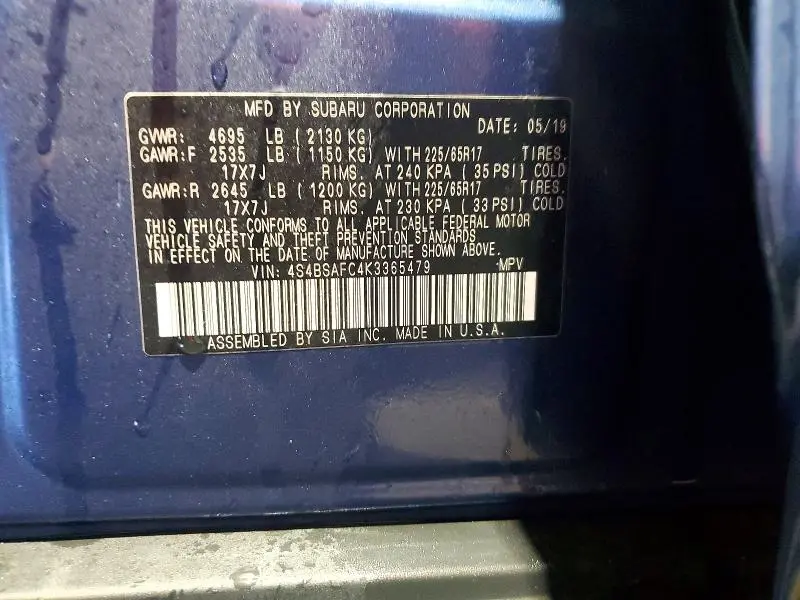 MFD BY SUBARU CORPORATION
DATE: 05/19
GVWR: 4695 LB ( 2130 KG)
GAWR:F 2535 LB ( 1150 KG) WITH 225/65R17 TIRES.
17X7J RIMS. AT 240 KPA ( 35 PSI) COLD
GAWR:R 2645 LB ( 1200 KG) WITH 225/65R17 TIRES.
17X7J RIMS. AT 230 KPA ( 33 PSI) COLD
THIS VEHICLE CONFORMS TO ALL APPLICABLE FEDERAL MOTOR
VEHICLE SAFETY AND THEFT PREVENTION STANDARDS
IN EFFECT ON THE DATE OF MANUFACTURE SHOWN ABOVE.
VIN: 4S4BSAFC4K3365479 MPV
ASSEMBLED BY SIA INC. MADE IN U.S.A.